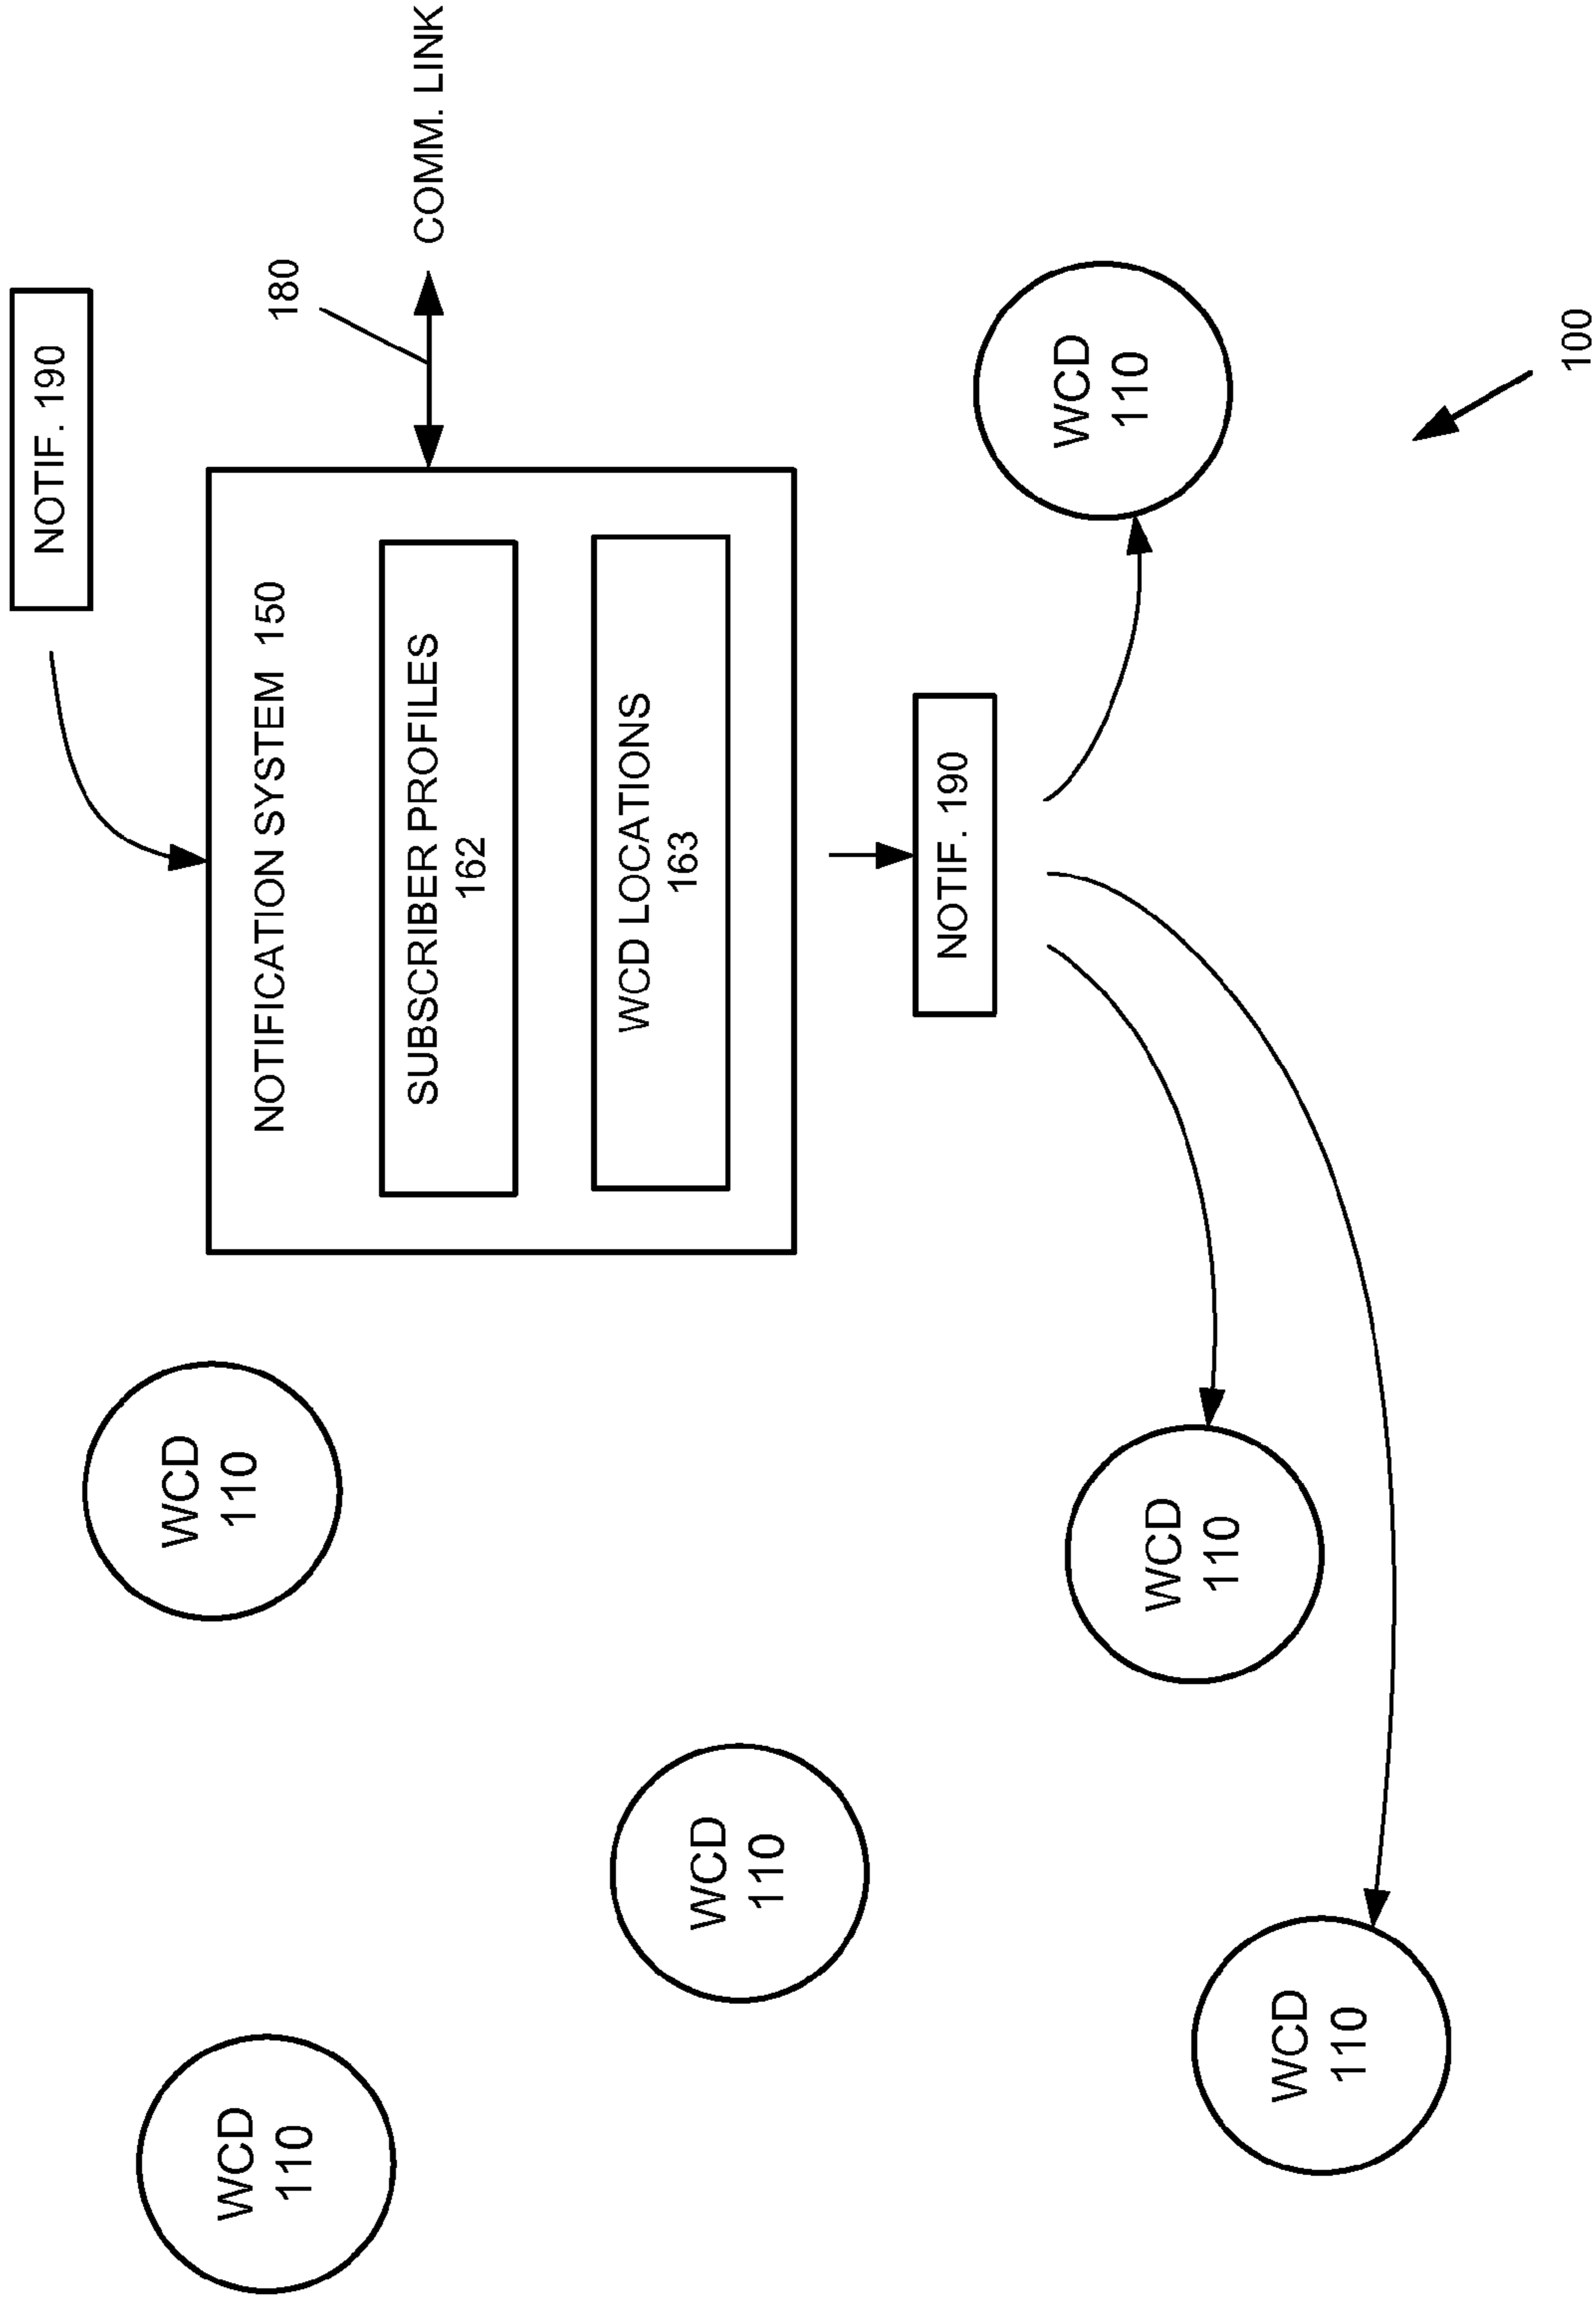 NOTIF. 190
180
COMM. LINK
NOTIFICATION SYSTEM 150
SUBSCRIBER PROFILES
162
WCD LOCATIONS
163
WCD
110
WCD
110
WCD
110
NOTIF. 190
WCD
110
WCD
110
WCD
110
100